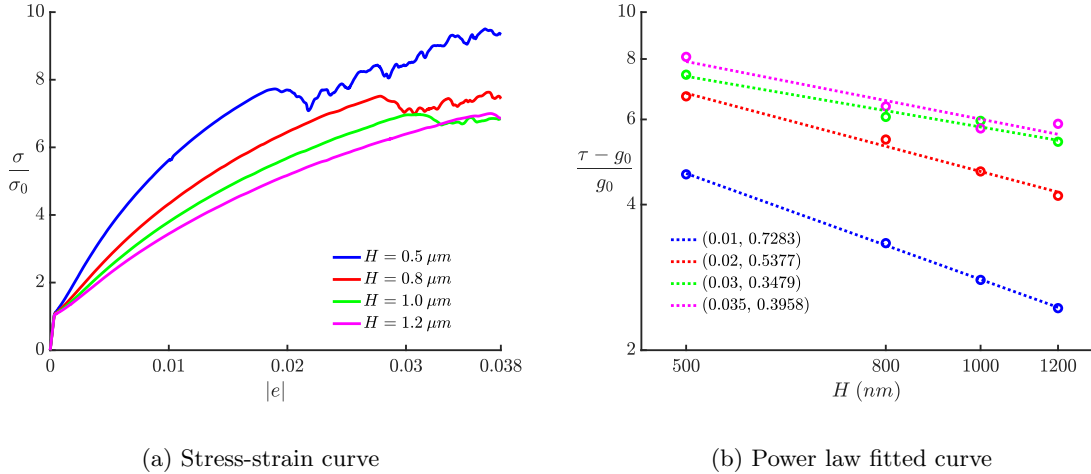 10
8
6
4
2
0
σ/σ₀
H = 0.5 μm
H = 0.8 μm
H = 1.0 μm
H = 1.2 μm
0 0.01 0.02 0.03 0.038
|e|
(a) Stress-strain curve
8
6
4
2
τ − g₀/g₀
(0.01, 0.7283)
(0.02, 0.5377)
(0.03, 0.3479)
(0.035, 0.3958)
500 800 1000 1200
H (nm)
(b) Power law fitted curve